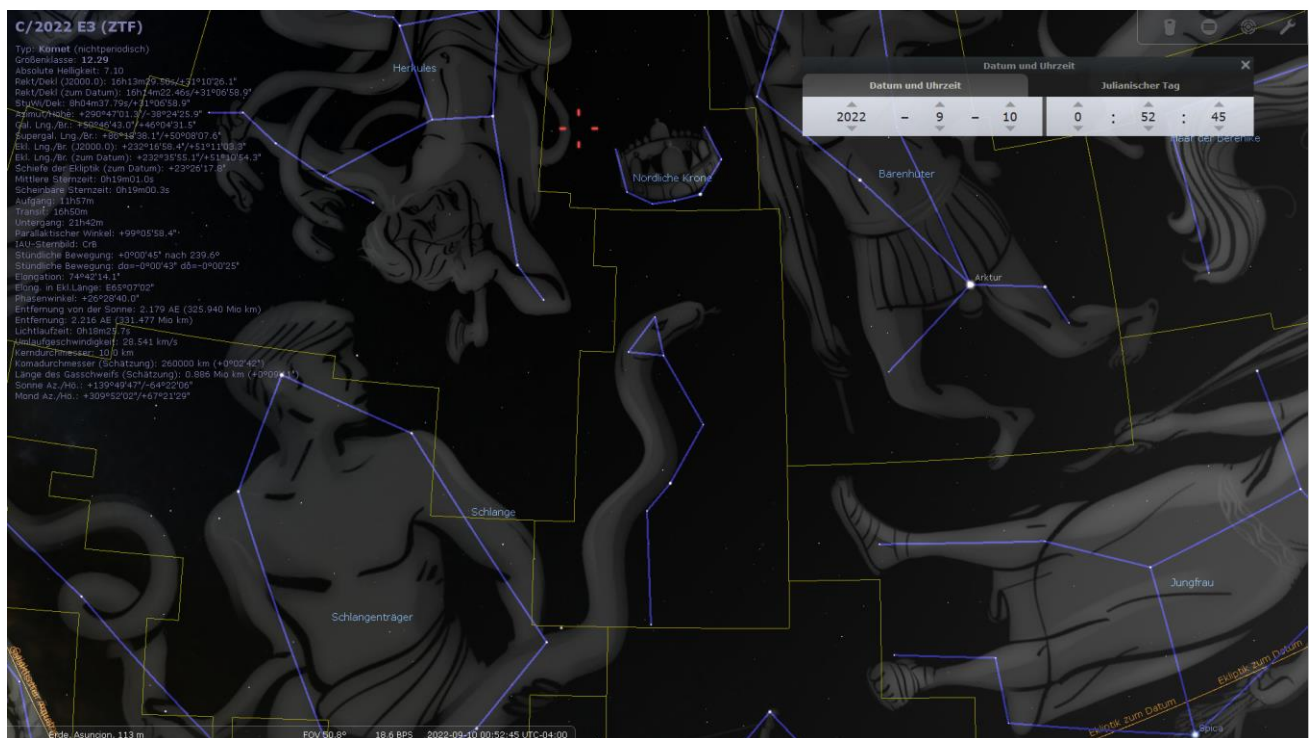 C/2022 E3 (ZTF)
Typ: Komet (nichtperiodisch)
Größenklasse: 12.29
Absolute Helligkeit: 7.10
Rekt/Dekl (J2000.0): 16h13m29.50s/+31°10'26.1"
Rekt/Dekl (zum Datum): 16h14m22.46s/+31°06'58.9"
StuWi/Dek: 8h04m37.79s/+31°06'58.9"
Azimut/Höhe: +290°47'01.3"/-38°24'25.9"
Gal. Lng./Br.: +50°46'43.0"/+46°04'31.5"
Supergal. Lng./Br.: +86°18'38.1"/+50°08'07.6"
Ekl. Lng./Br. (J2000.0): +232°16'58.4"/+51°11'03.3"
Ekl. Lng./Br. (zum Datum): +232°35'55.1"/+51°10'54.3"
Schiefe der Ekliptik (zum Datum): +23°26'17.8"
Mittlere Sternzeit: 0h19m01.0s
Scheinbare Sternzeit: 0h19m00.3s
Aufgang: 11h57m
Transit: 16h50m
Untergang: 21h42m
Parallaktischer Winkel: +99°05'58.4"
IAU-Sternbild: CrB
Stündliche Bewegung: +0°00'45" nach 239.6°
Stündliche Bewegung: dα=-0°00'43" dδ=-0°00'25"
Elongation: 74°42'14.1"
Elong. in Ekl.Länge: E65°07'02"
Phasenwinkel: +26°28'40.0"
Entfernung von der Sonne: 2.179 AE (325.940 Mio km)
Entfernung: 2.216 AE (331.477 Mio km)
Lichtlaufzeit: 0h18m25.7s
Umlaufgeschwindigkeit: 28.541 km/s
Kerndurchmesser: 10.0 km
Komadurchmesser (Schätzung): 260000 km (+0°02'42")
Länge des Gasschweifs (Schätzung): 0.886 Mio km
Sonne Az./Hö.: +139°49'47"/-64°22'06"
Mond Az./Hö.: +309°52'02"/+67°21'29"
Datum und Uhrzeit
Datum und Uhrzeit
Julianischer Tag
2022 – 9 – 10 0 : 52 : 45
Haar der Berenike
Herkules
Nördliche Krone
Bärenhüter
Arktur
Schlange
Schlangenträger
Jungfrau
Ekliptik zum Datum
Ekliptik zum Datum
Spica
Erde, Asuncion, 113 m FOV 50.8° 18.6 BPS 2022-09-10 00:52:45 UTC-04:00